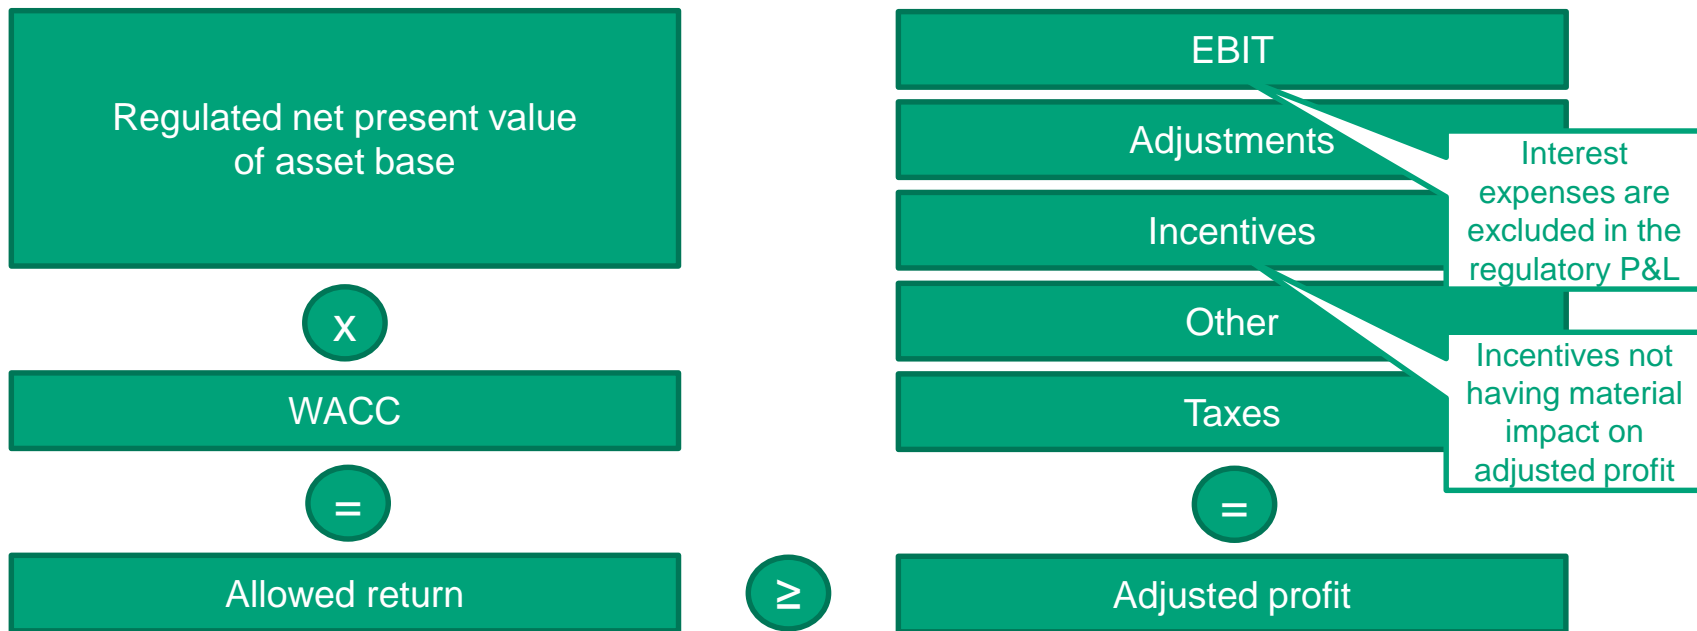 Regulated net present value
of asset base
x
WACC
=
Allowed return
≥
EBIT
Adjustments
Incentives
Other
Taxes
=
Adjusted profit
Interest
expenses are
excluded in the
regulatory P&L
Incentives not
having material
impact on
adjusted profit